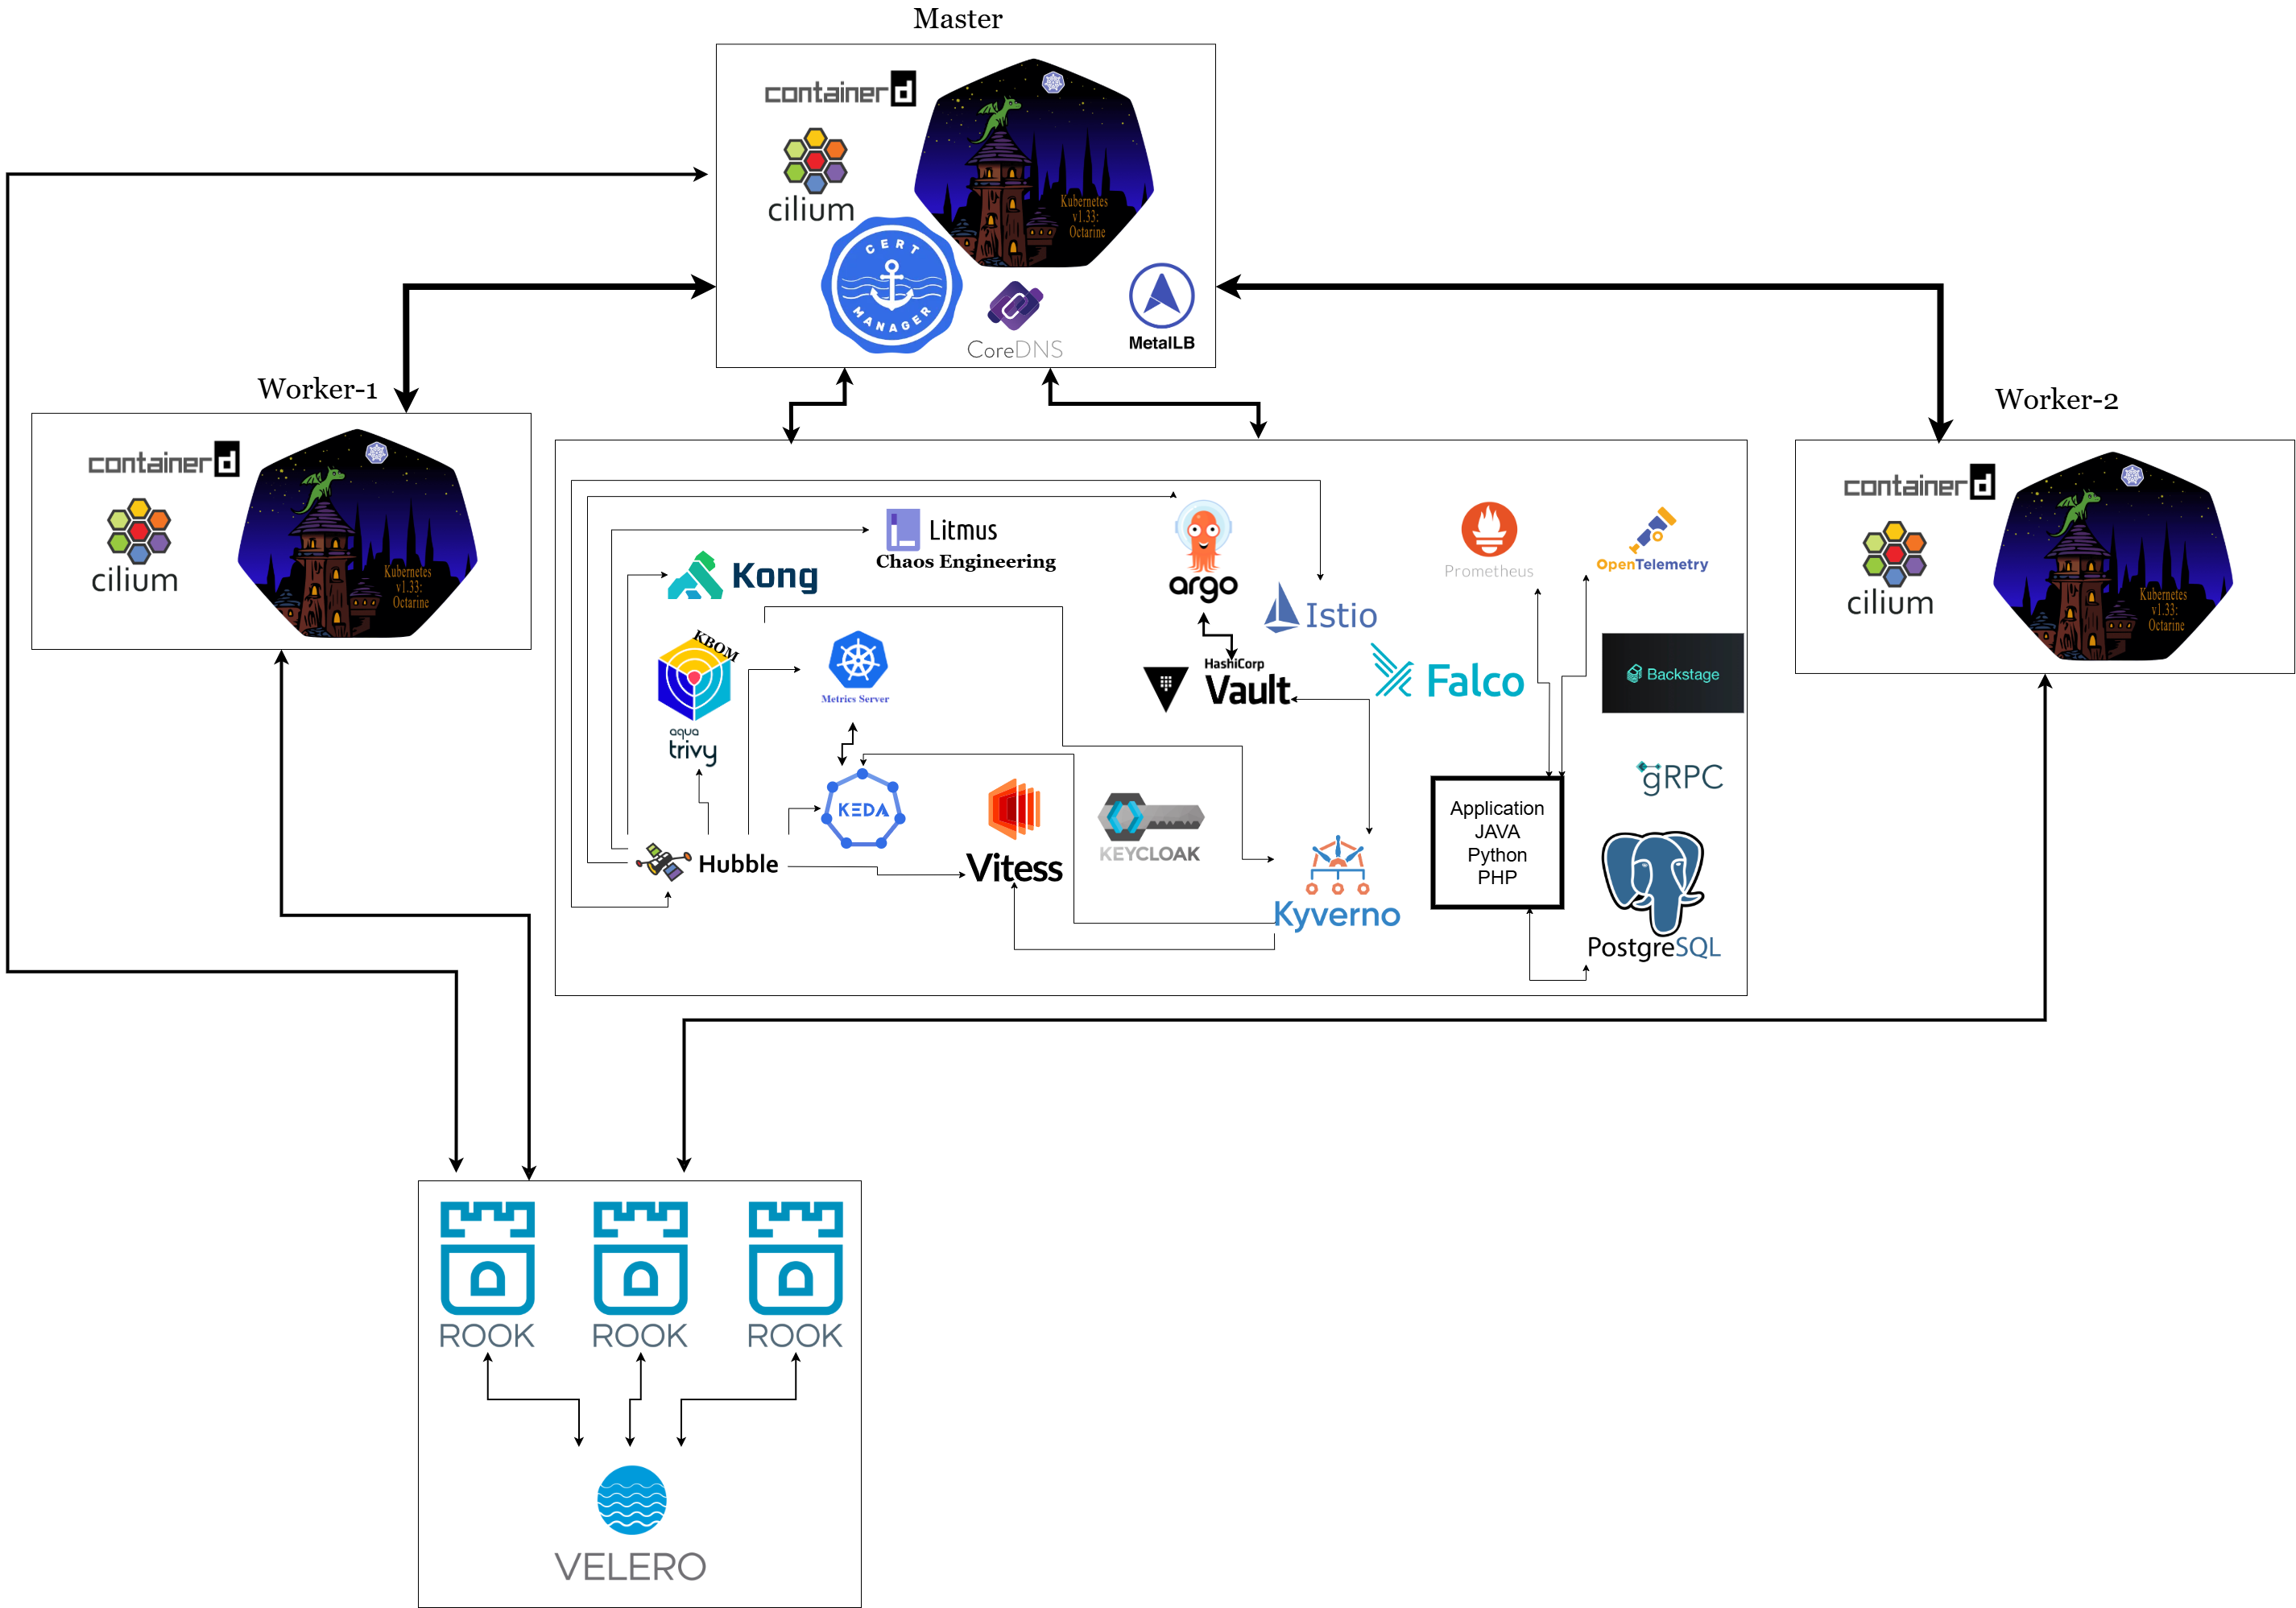 Master
containerd
cilium
Kubernetes
v1.33:
Octarine
CERT
MANAGER
CoreDNS
MetalLB
Worker-1
containerd
cilium
Kubernetes
v1.33:
Octarine
Worker-2
containerd
cilium
Kubernetes
v1.33:
Octarine
Litmus
Chaos Engineering
Kong
argo
Istio
Prometheus
OpenTelemetry
KBOM
aqua
trivy
Metrics Server
HashiCorp
Vault
Falco
Backstage
KEDA
Vitess
KEYCLOAK
Kyverno
Hubble
Application
JAVA
Python
PHP
gRPC
PostgreSQL
ROOK
ROOK
ROOK
VELERO